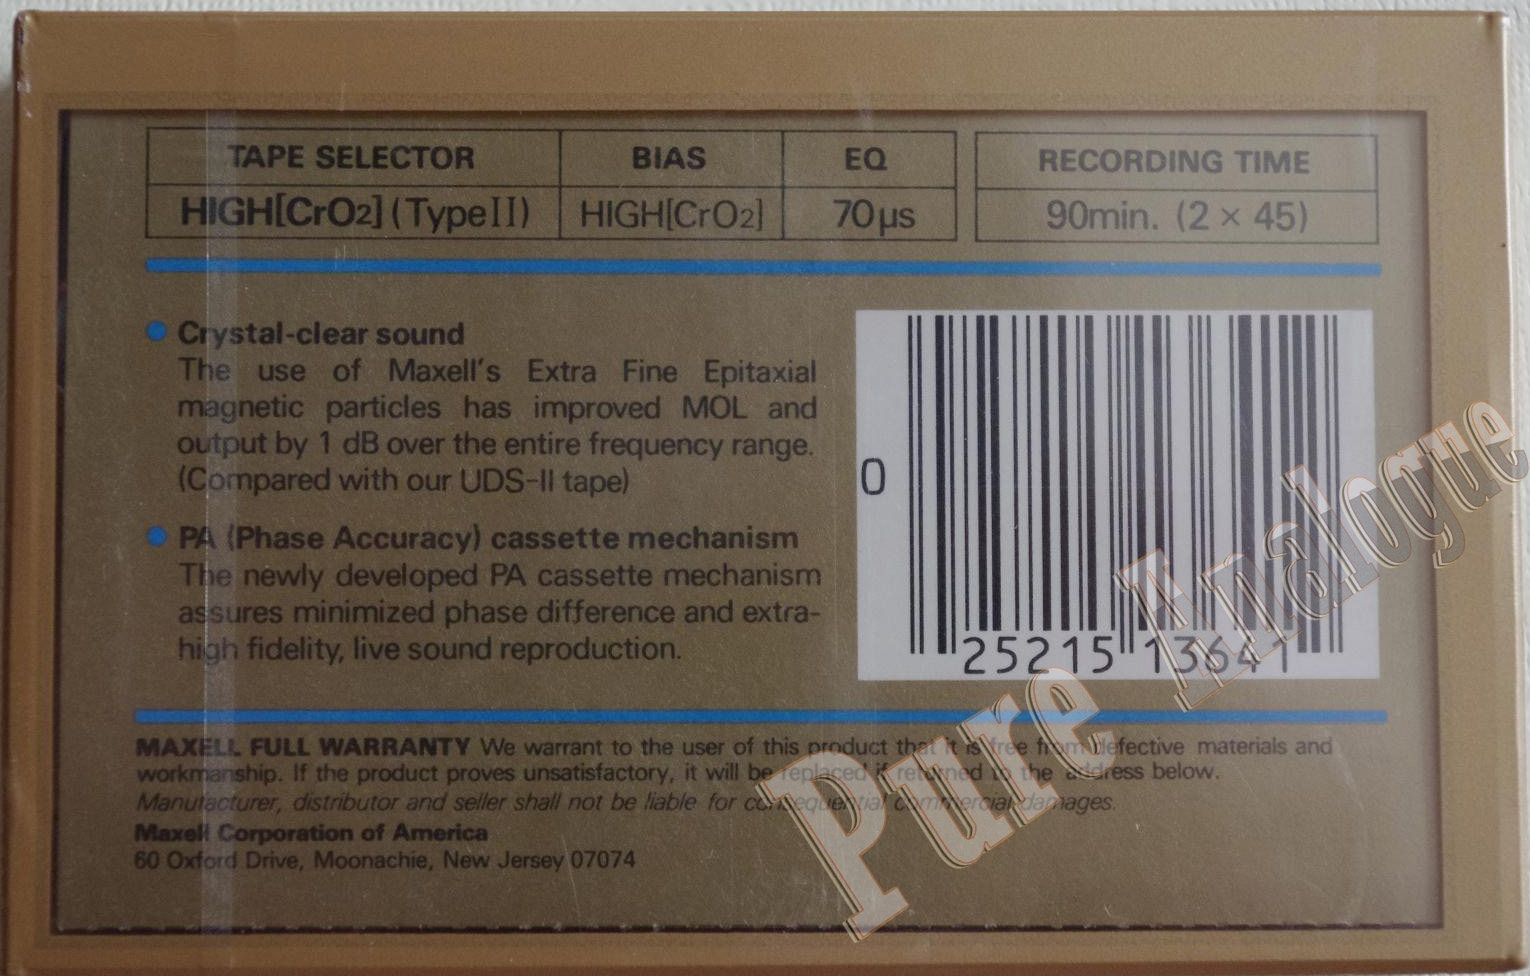 TAPE SELECTOR BIAS EQ RECORDING TIME
HIGH[CrO2] (Type II) HIGH[CrO2] 70µs 90min. (2 × 45)
Crystal-clear sound
The use of Maxell's Extra Fine Epitaxial
magnetic particles has improved MOL and
output by 1 dB over the entire frequency range.
(Compared with our UDS-II tape)
PA (Phase Accuracy) cassette mechanism
The newly developed PA cassette mechanism
assures minimized phase difference and extra-
high fidelity, live sound reproduction.
0 25215 13641
MAXELL FULL WARRANTY We warrant to the user of this product that it is free from defective materials and
workmanship. If the product proves unsatisfactory, it will be replaced if returned to the address below.
Manufacturer, distributor and seller shall not be liable for consequential commercial damages.
Maxell Corporation of America
60 Oxford Drive, Moonachie, New Jersey 07074
Pure Analogue